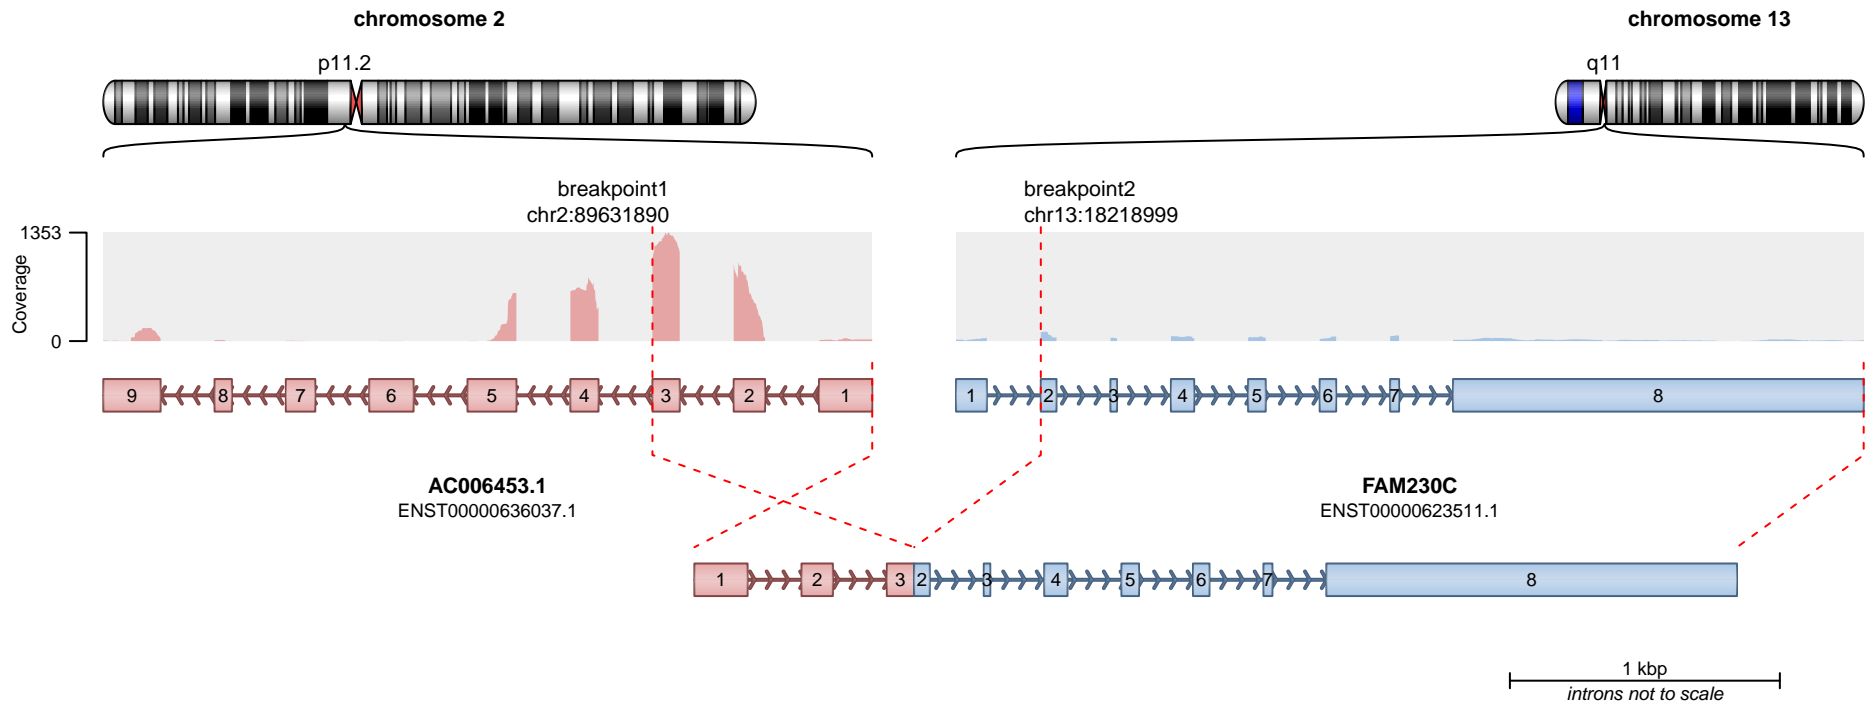 chromosome 2
chromosome 13
p11.2
q11
breakpoint1
chr2:89631890
breakpoint2
chr13:18218999
1353
Coverage
0
9 8 7 6 5 4 3 2 1
1 2 3 4 5 6 7 8
AC006453.1
ENST00000636037.1
FAM230C
ENST00000623511.1
1 2 3 2 3 4 5 6 7 8
1 kbp
introns not to scale